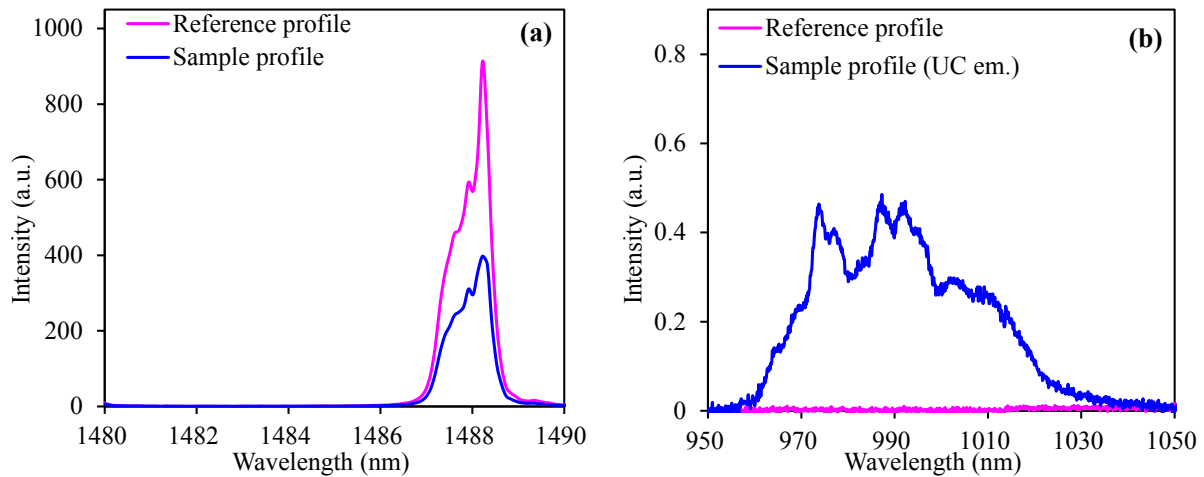 (a)
Reference profile
Sample profile
Intensity (a.u.)
1000
800
600
400
200
0
1480
1482
1484
1486
1488
1490
Wavelength (nm)
(b)
Reference profile
Sample profile (UC em.)
Intensity (a.u.)
0.8
0.6
0.4
0.2
0
950
970
990
1010
1030
1050
Wavelength (nm)